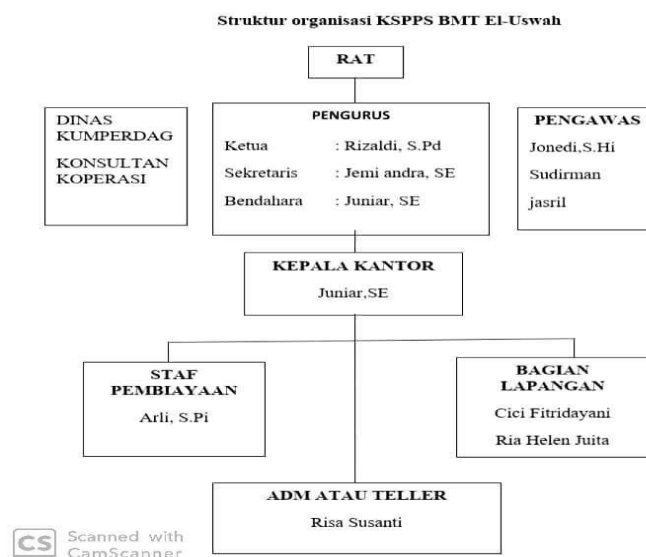 Struktur organisasi KSPPS BMT El-Uswah
RAT
DINAS
KUMPERDAG
KONSULTAN
KOPERASI
PENGURUS
Ketua : Rizaldi, S.Pd
Sekretaris : Jemi andra, SE
Bendahara : Juniar, SE
PENGAWAS
Jonedi,S.Hi
Sudirman
jasril
KEPALA KANTOR
Juniar,SE
STAF
PEMBIAYAAN
Arli, S.Pi
BAGIAN
LAPANGAN
Cici Fitridayani
Ria Helen Juita
ADM ATAU TELLER
Risa Susanti
CS Scanned with
CamScanner